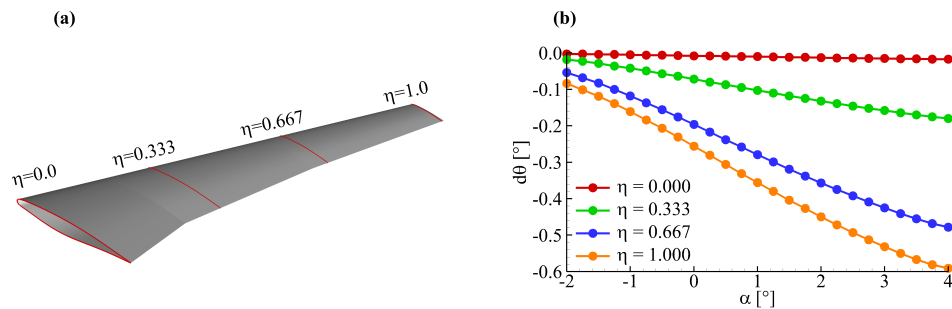 (a)
η=0.0
η=0.333
η=0.667
η=1.0
(b)
dθ [°]
0.0
-0.1
-0.2
-0.3
-0.4
-0.5
-0.6
η = 0.000
η = 0.333
η = 0.667
η = 1.000
-2
-1
0
1
2
3
4
α [°]